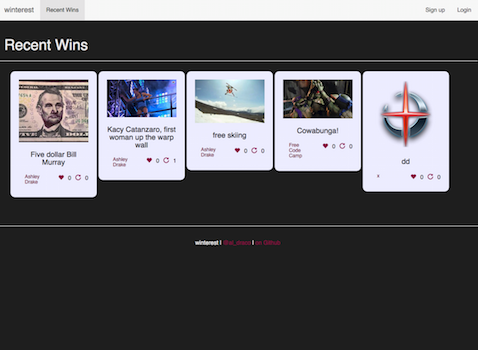 winterest
Recent Wins
Sign up
Login
Recent Wins
Five dollar Bill
Murray
Ashley
Drake
0
0
Kacy Catanzaro, first
woman up the warp
wall
Ashley
Drake
0
1
free skiing
Ashley
Drake
0
0
Cowabunga!
Free
Code
Camp
0
0
dd
x
0
0
winterest |
| on Github